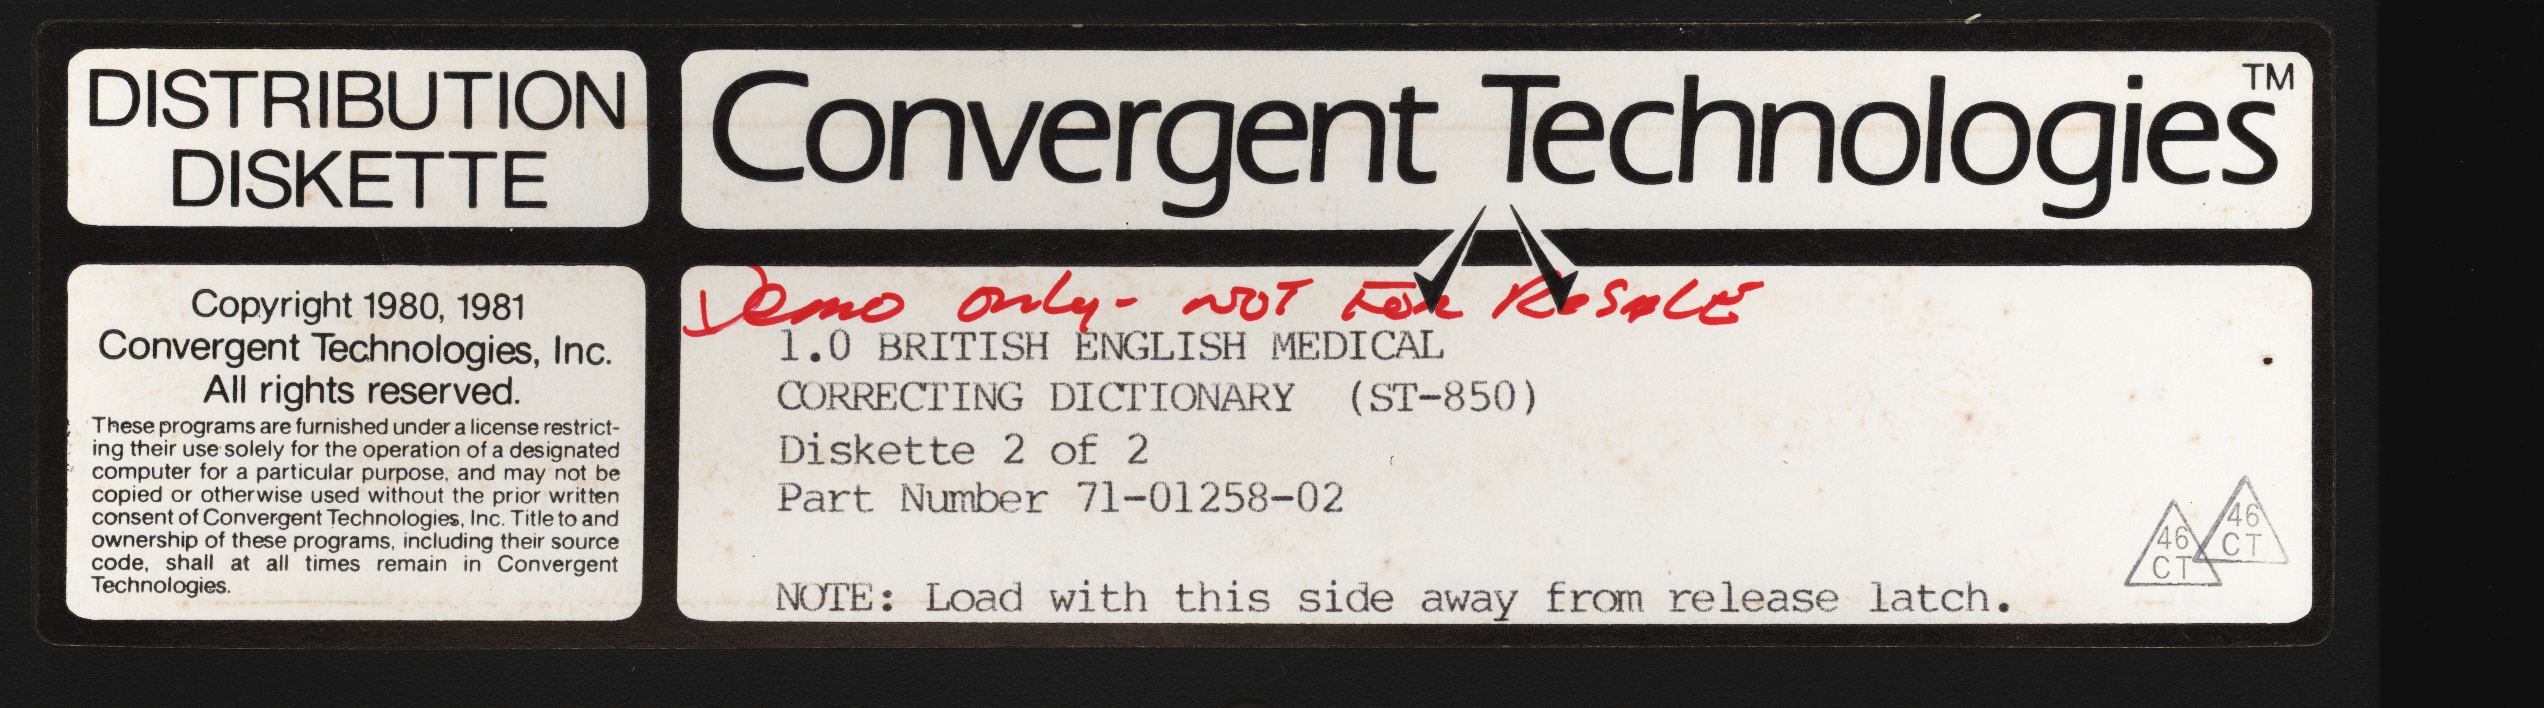 DISTRIBUTION
DISKETTE
Convergent Technologies™
Copyright 1980, 1981
Convergent Technologies, Inc.
All rights reserved.
These programs are furnished under a license restrict-
ing their use solely for the operation of a designated
computer for a particular purpose, and may not be
copied or otherwise used without the prior written
consent of Convergent Technologies, Inc. Title to and
ownership of these programs, including their source
code, shall at all times remain in Convergent
Technologies.
Demo only - NOT FOR RESALE
1.0 BRITISH ENGLISH MEDICAL
CORRECTING DICTIONARY (ST-850)
Diskette 2 of 2
Part Number 71-01258-02
NOTE: Load with this side away from release latch.
46
CT
46
CT